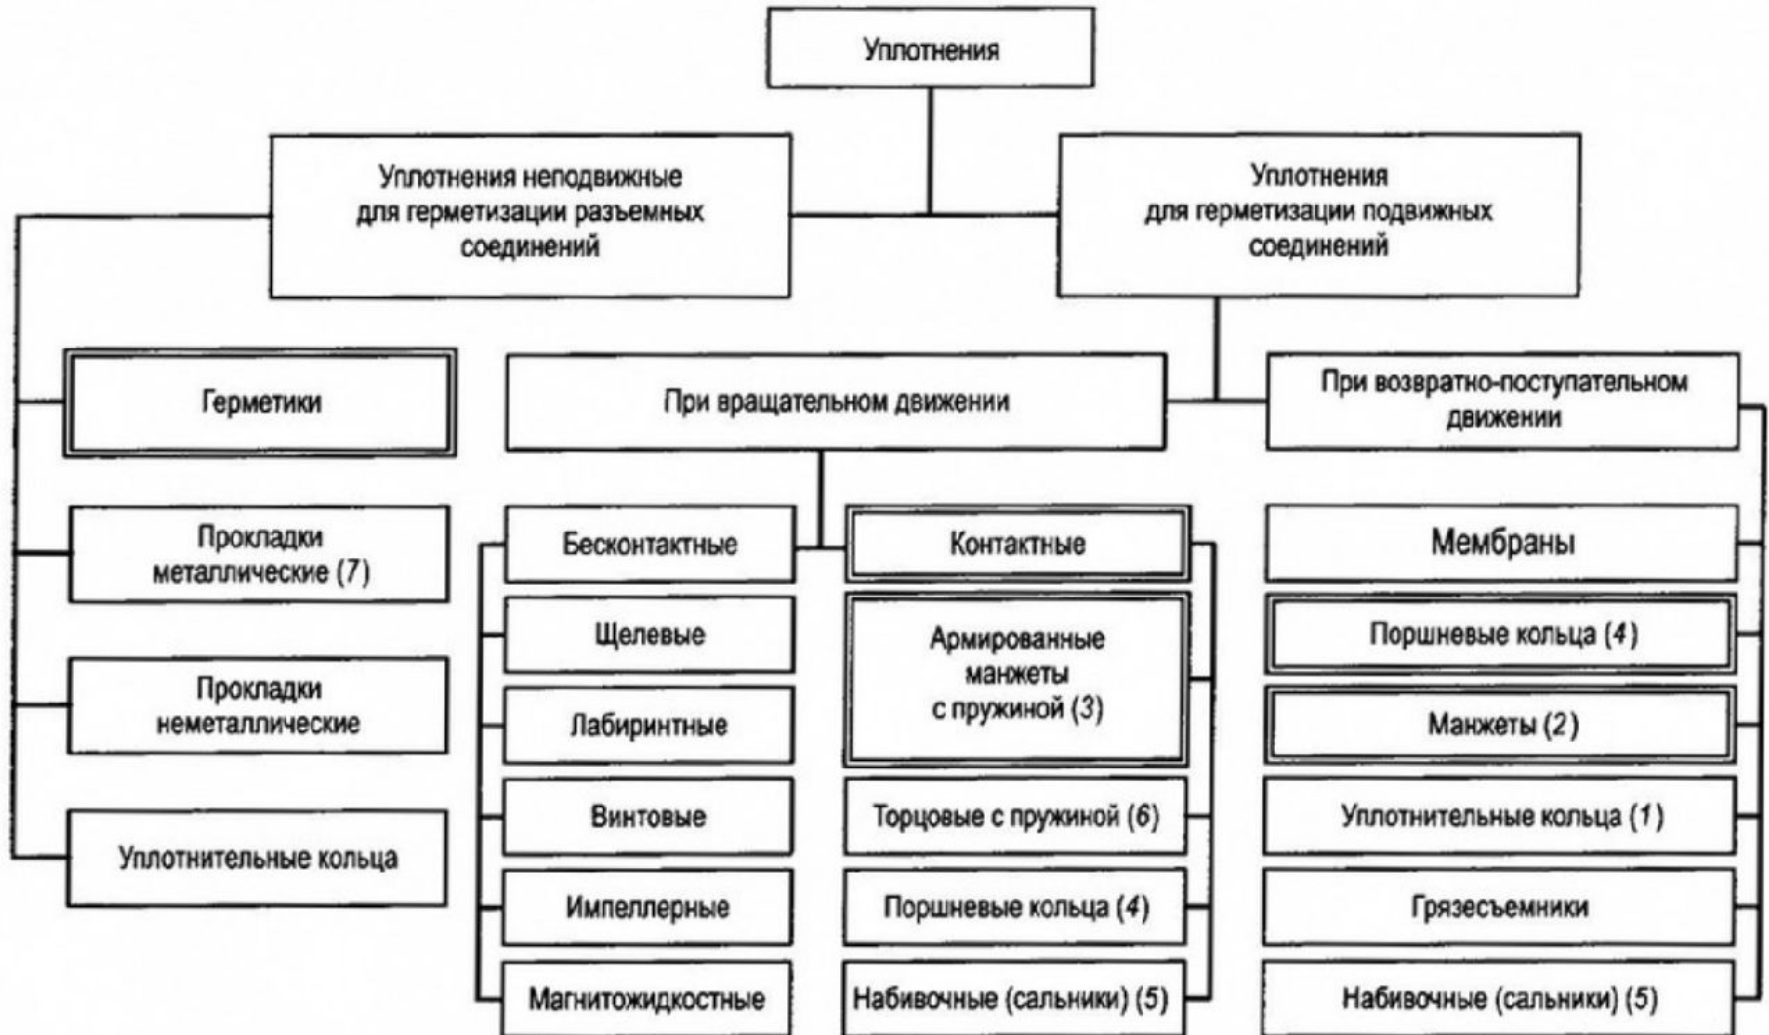 Уплотнения
Уплотнения неподвижные
для герметизации разъемных
соединений
Уплотнения
для герметизации подвижных
соединений
Герметики
Прокладки
металлические (7)
Прокладки
неметаллические
Уплотнительные кольца
При вращательном движении
Бесконтактные
Щелевые
Лабиринтные
Винтовые
Импеллерные
Магнитожидкостные
Контактные
Армированные
манжеты
с пружиной (3)
Торцовые с пружиной (6)
Поршневые кольца (4)
Набивочные (сальники) (5)
При возвратно-поступательном
движении
Мембраны
Поршневые кольца (4)
Манжеты (2)
Уплотнительные кольца (1)
Грязесъемники
Набивочные (сальники) (5)